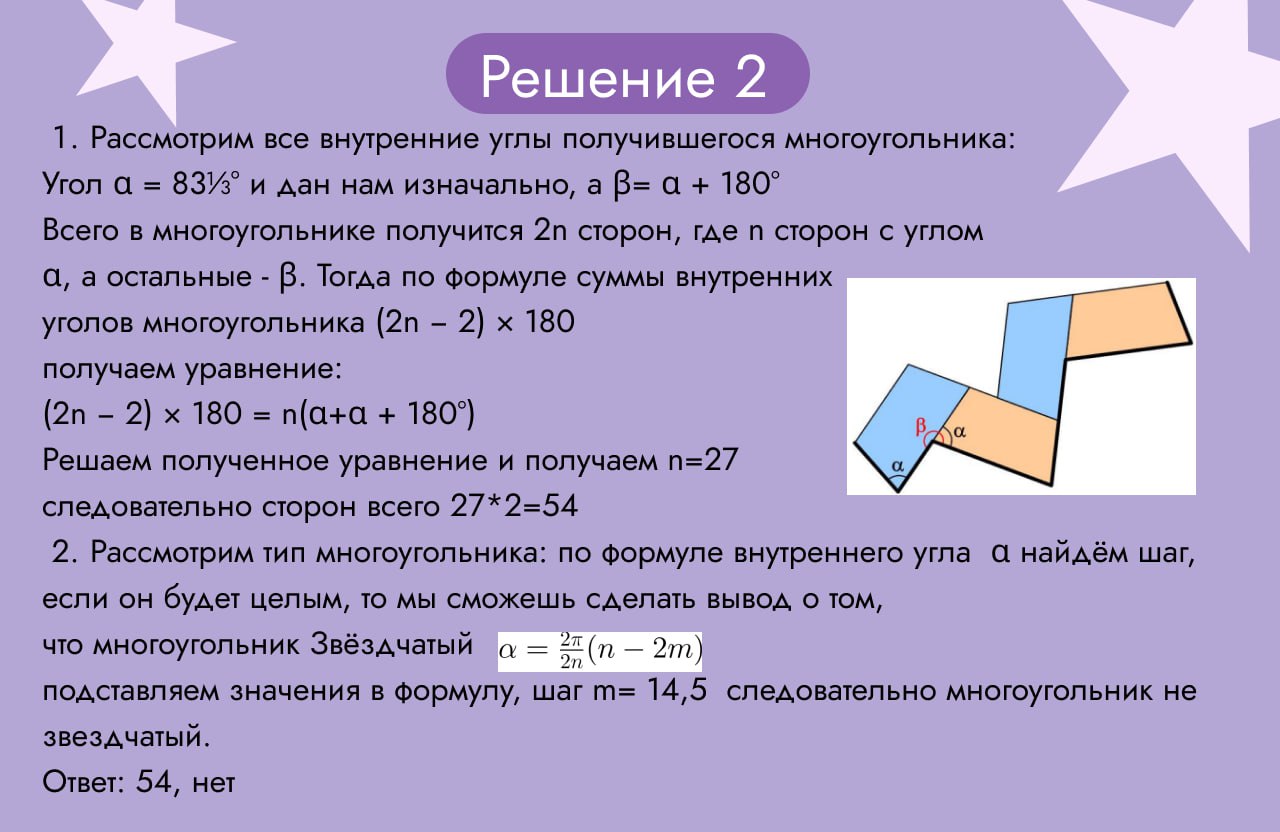 Решение 2
1. Рассмотрим все внутренние углы получившегося многоугольника:
Угол α = 83⅓° и дан нам изначально, а β= α + 180°
Всего в многоугольнике получится 2n сторон, где n сторон с углом
α, а остальные - β. Тогда по формуле суммы внутренних
уголов многоугольника (2n – 2) × 180
получаем уравнение:
(2n – 2) × 180 = n(α+α + 180°)
Решаем полученное уравнение и получаем n=27
следовательно сторон всего 27*2=54
β α
α
2. Рассмотрим тип многоугольника: по формуле внутреннего угла α найдём шаг,
если он будет целым, то мы сможешь сделать вывод о том,
что многоугольник Звёздчатый α = 2π/2n (n − 2m)
подставляем значения в формулу, шаг m= 14,5 следовательно многоугольник не
звездчатый.
Ответ: 54, нет